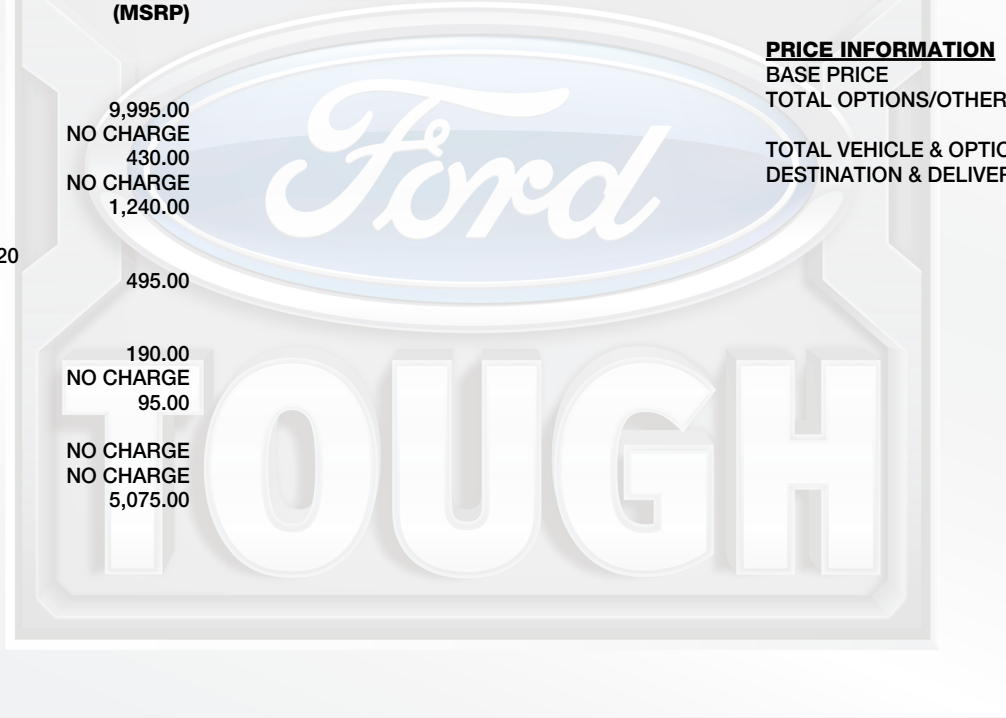 (MSRP)
9,995.00
NO CHARGE
430.00
NO CHARGE
1,240.00
20
495.00
190.00
NO CHARGE
95.00
NO CHARGE
NO CHARGE
5,075.00
PRICE INFORMATION
BASE PRICE
TOTAL OPTIONS/OTHER
TOTAL VEHICLE & OPTIO
DESTINATION & DELIVER
Ford
TOUGH